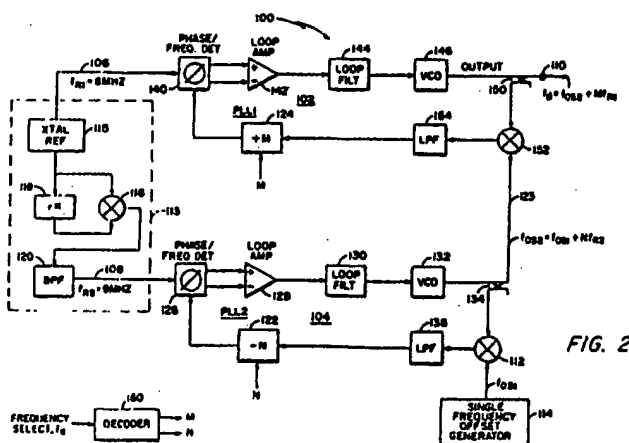 100
PHASE/
FREQ. DET
LOOP
AMP
LOOP
FILT
144
VCO
146
OUTPUT
110
106
fR1=8MHZ
140
142
102
150
f0=fOS2+MfR1
PLL1
124
÷M
M
LPF
154
152
XTAL
REF
115
118
116
113
123
fOS2=fOS1+NfR2
120
BPF
108
fR2=9MHZ
PHASE/
FREQ. DET
LOOP
AMP
LOOP
FILT
130
VCO
132
126
128
134
PLL2
122
104
N
LPF
136
112
FIG. 2
fOS1
FREQUENCY
SELECT, f0
DECODER
160
M
N
SINGLE
FREQUENCY
OFFSET
GENERATOR
114